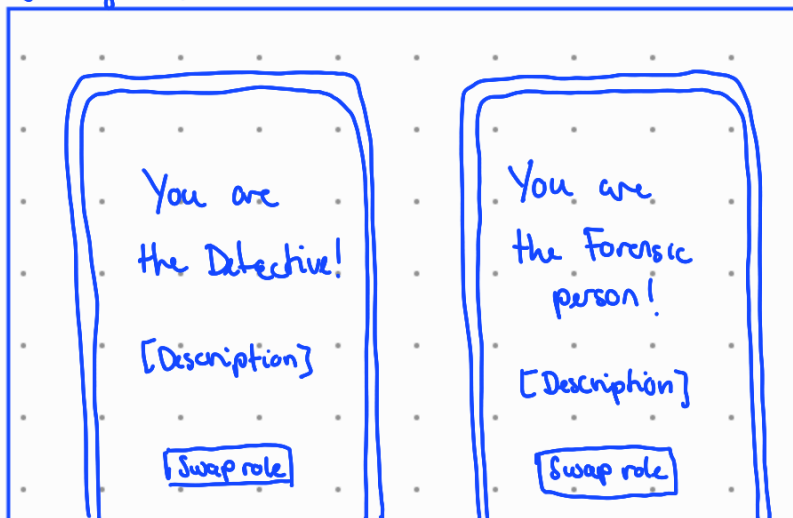 You are
the Detective!
[Description]
Swap role
You are
the Forensic
person!
[Description]
Swap role